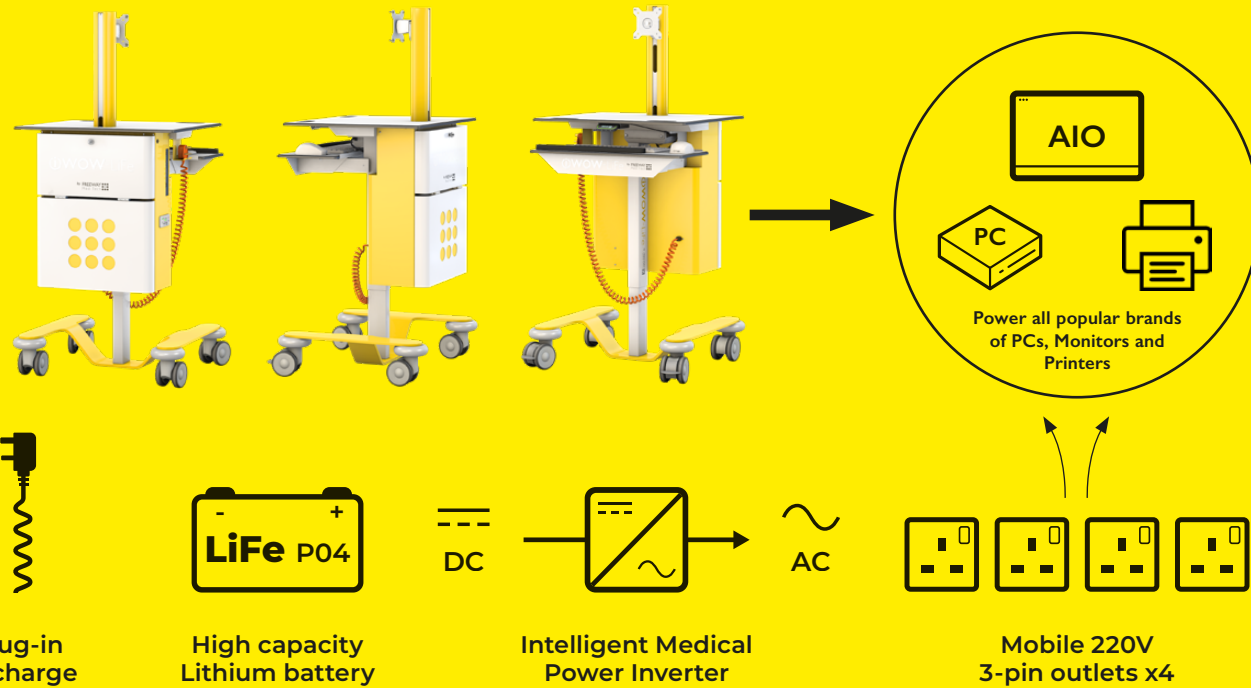 AIO
PC
Power all popular brands
of PCs, Monitors and
Printers
- +
LiFe P04
DC
AC
ug-in
charge
High capacity
Lithium battery
Intelligent Medical
Power Inverter
Mobile 220V
3-pin outlets x4